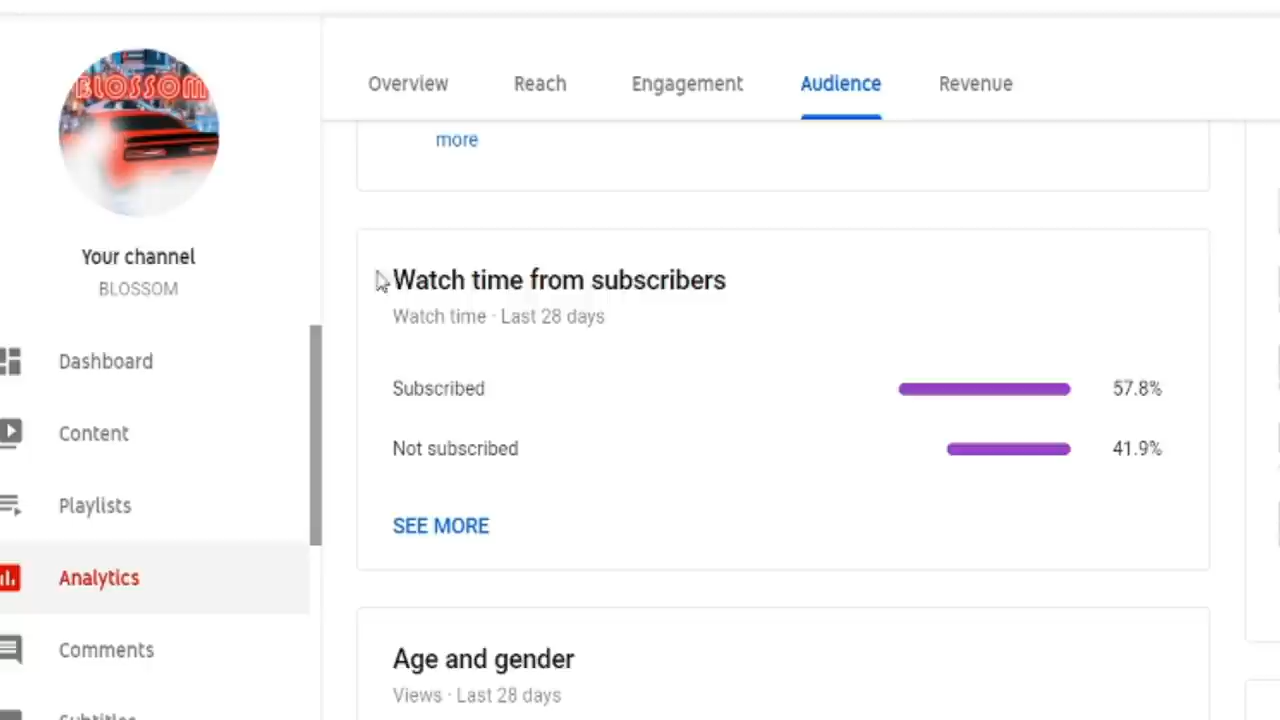 BLOSSOM
Your channel
BLOSSOM
Dashboard
Content
Playlists
Analytics
Comments
Subtitles
Overview
Reach
Engagement
Audience
Revenue
more
Watch time from subscribers
Watch time · Last 28 days
Subscribed 57.8%
Not subscribed 41.9%
SEE MORE
Age and gender
Views · Last 28 days